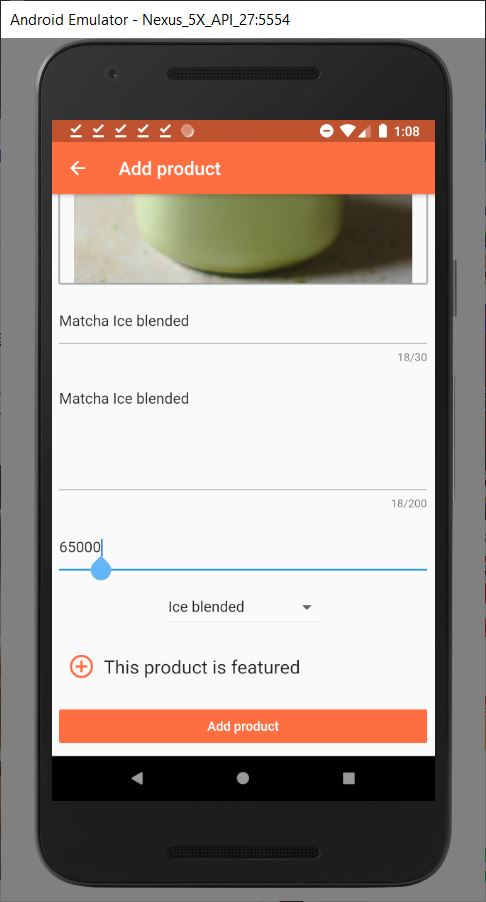 Android Emulator - Nexus_5X_API_27:5554
1:08
Add product
Matcha Ice blended
18/30
Matcha Ice blended
18/200
65000
Ice blended
This product is featured
Add product